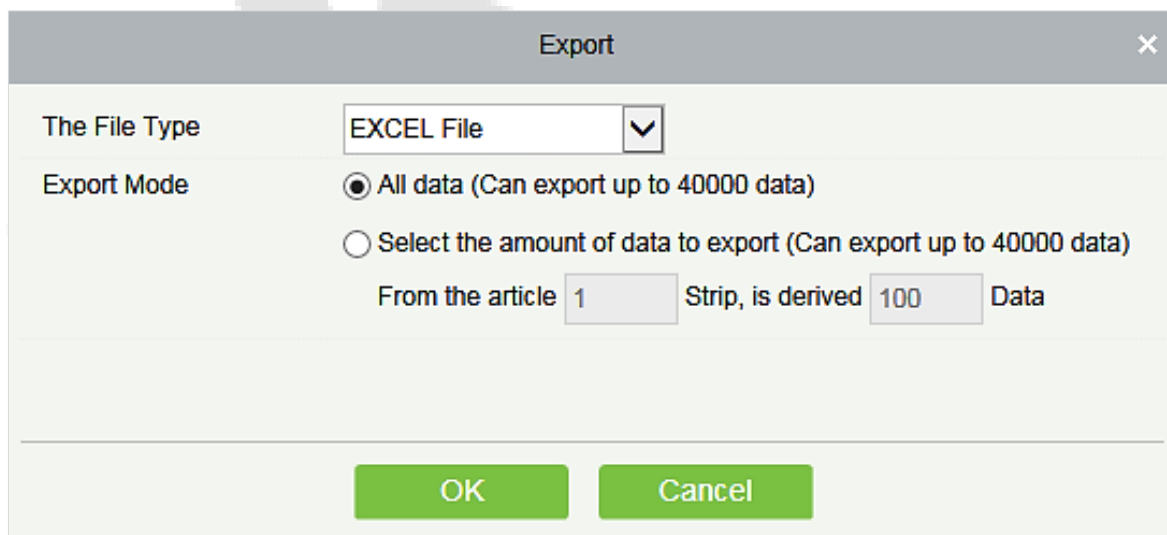 Export
The File Type EXCEL File
Export Mode All data (Can export up to 40000 data)
Select the amount of data to export (Can export up to 40000 data)
From the article 1 Strip, is derived 100 Data
OK Cancel